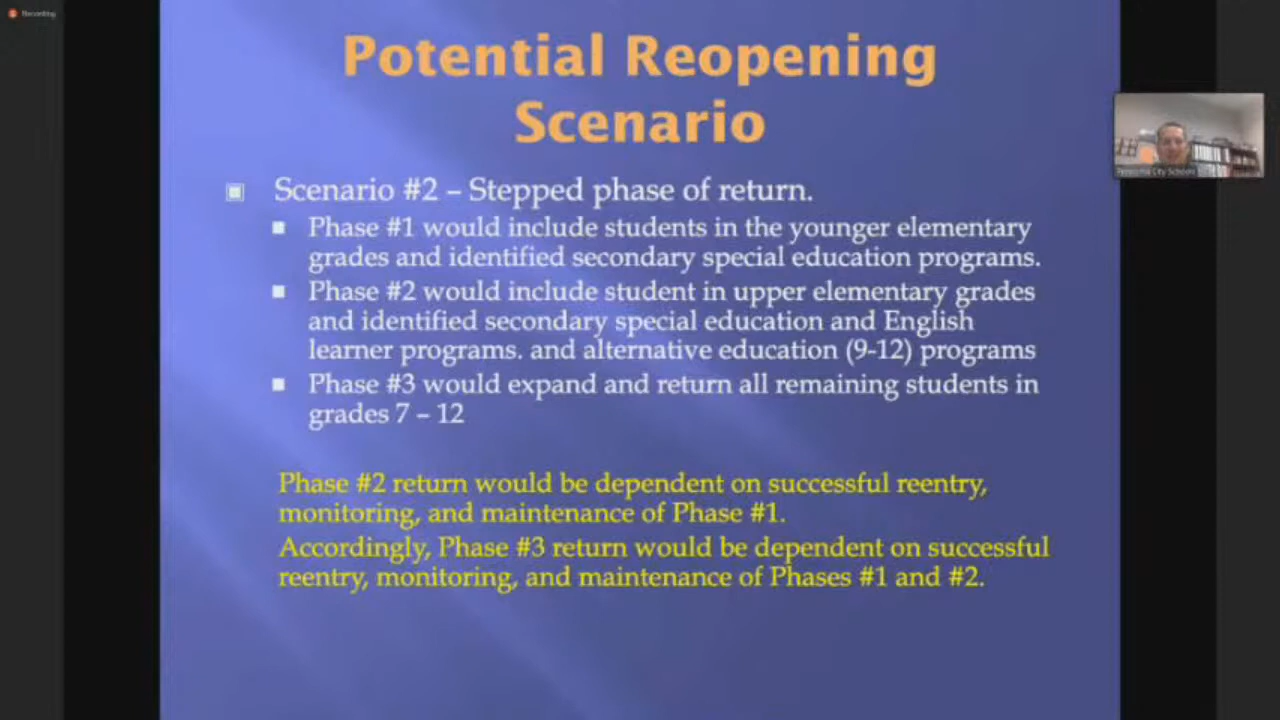 Recording
Potential Reopening
Scenario
Scenario #2 – Stepped phase of return.
Phase #1 would include students in the younger elementary
grades and identified secondary special education programs.
Phase #2 would include student in upper elementary grades
and identified secondary special education and English
learner programs. and alternative education (9-12) programs
Phase #3 would expand and return all remaining students in
grades 7 – 12
Phase #2 return would be dependent on successful reentry,
monitoring, and maintenance of Phase #1.
Accordingly, Phase #3 return would be dependent on successful
reentry, monitoring, and maintenance of Phases #1 and #2.
City Schools